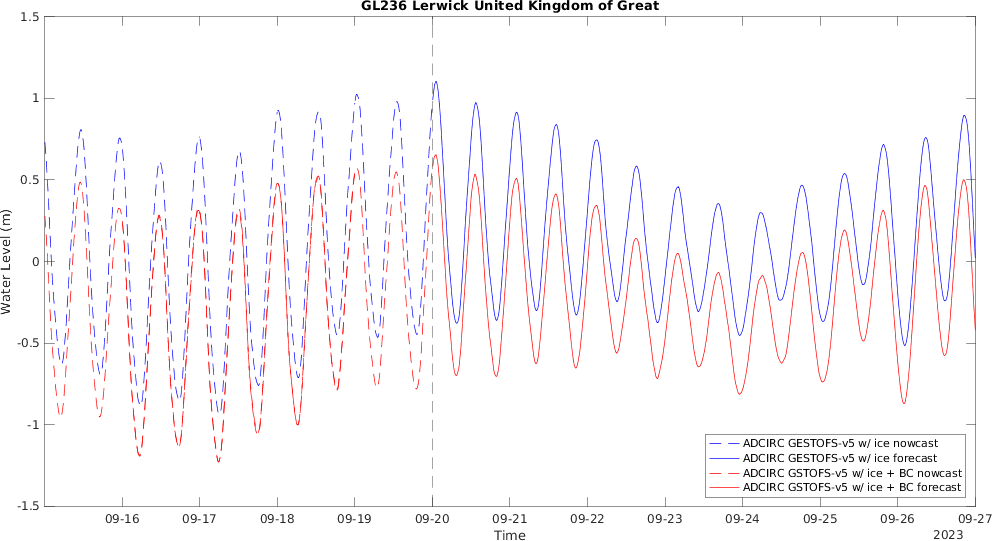 GL236 Lerwick United Kingdom of Great
1.5
1
0.5
0
-0.5
-1
-1.5
Water Level (m)
09-16 09-17 09-18 09-19 09-20 09-21 09-22 09-23 09-24 09-25 09-26 09-27
Time
2023
ADCIRC GESTOFS-v5 w/ ice nowcast
ADCIRC GESTOFS-v5 w/ ice forecast
ADCIRC GSTOFS-v5 w/ ice + BC nowcast
ADCIRC GSTOFS-v5 w/ ice + BC forecast